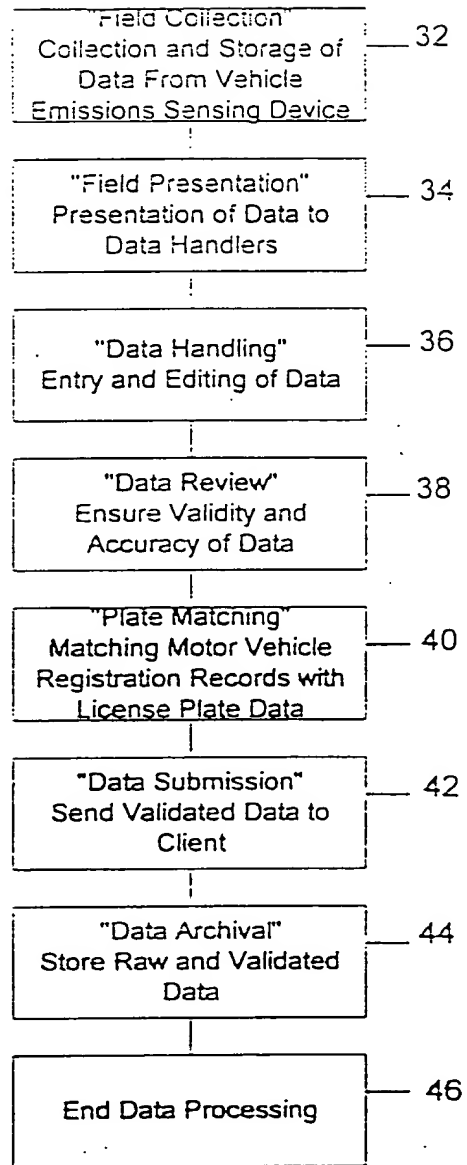 "Field Collection"
Collection and Storage of
Data From Vehicle
Emissions Sensing Device
32
"Field Presentation"
Presentation of Data to
Data Handlers
34
"Data Handling"
Entry and Editing of Data
36
"Data Review"
Ensure Validity and
Accuracy of Data
38
"Plate Matching"
Matching Motor Vehicle
Registration Records with
License Plate Data
40
"Data Submission"
Send Validated Data to
Client
42
"Data Archival"
Store Raw and Validated
Data
44
End Data Processing
46